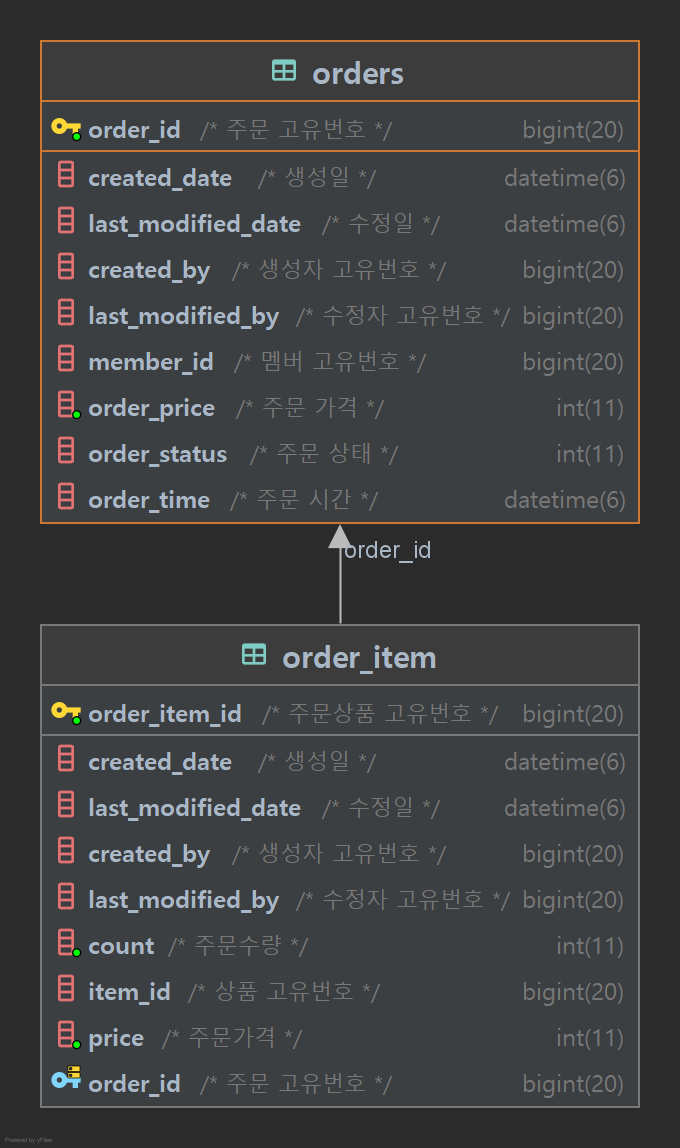 orders
order_id /* 주문 고유번호 */ bigint(20)
created_date /* 생성일 */ datetime(6)
last_modified_date /* 수정일 */ datetime(6)
created_by /* 생성자 고유번호 */ bigint(20)
last_modified_by /* 수정자 고유번호 */ bigint(20)
member_id /* 멤버 고유번호 */ bigint(20)
order_price /* 주문 가격 */ int(11)
order_status /* 주문 상태 */ int(11)
order_time /* 주문 시간 */ datetime(6)
order_id
order_item
order_item_id /* 주문상품 고유번호 */ bigint(20)
created_date /* 생성일 */ datetime(6)
last_modified_date /* 수정일 */ datetime(6)
created_by /* 생성자 고유번호 */ bigint(20)
last_modified_by /* 수정자 고유번호 */ bigint(20)
count /* 주문수량 */ int(11)
item_id /* 상품 고유번호 */ bigint(20)
price /* 주문가격 */ int(11)
order_id /* 주문 고유번호 */ bigint(20)
Powered by yFiles